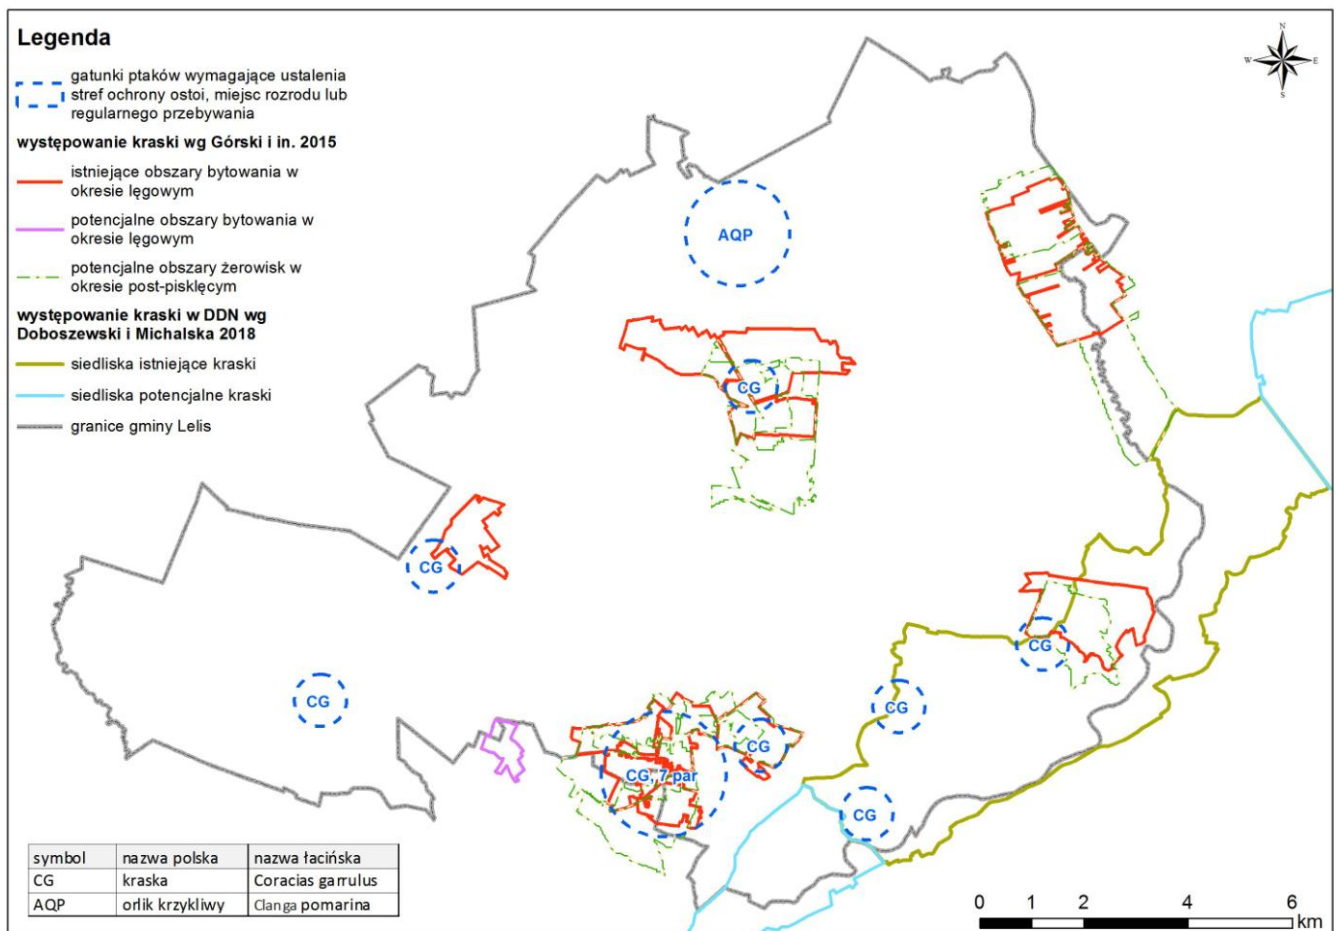 Legenda
gatunki ptaków wymagające ustalenia
stref ochrony ostoi, miejsc rozrodu lub
regularnego przebywania
występowanie kraski wg Górski i in. 2015
istniejące obszary bytowania w
okresie lęgowym
potencjalne obszary bytowania w
okresie lęgowym
potencjalne obszary żerowisk w
okresie post-pisklęcym
występowanie kraski w DDN wg
Doboszewski i Michalska 2018
siedliska istniejące kraski
siedliska potencjalne kraski
granice gminy Lelis
N
W E
S
AQP
CG
CG
CG
CG
CG
CG
CG, 7 par
CG
symbol nazwa polska nazwa łacińska
CG kraska Coracias garrulus
AQP orlik krzykliwy Clanga pomarina
0 1 2 4 6
km